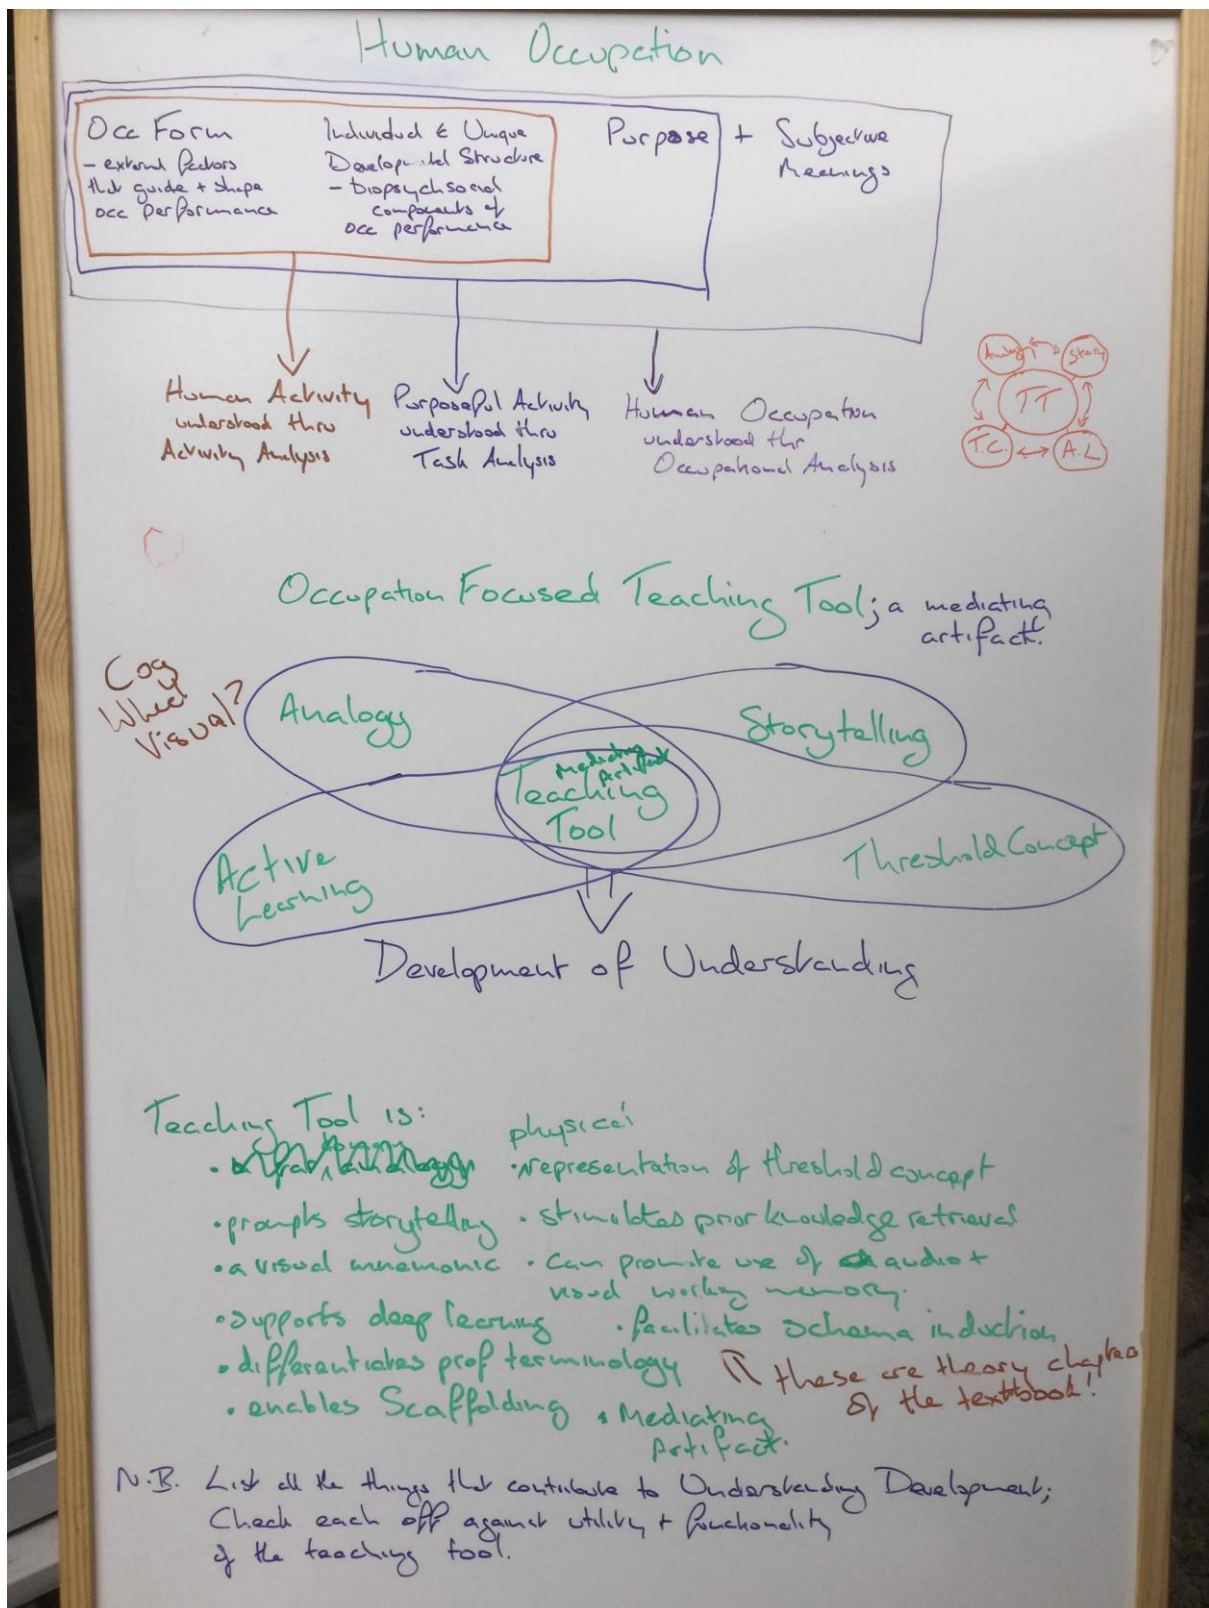 Human Occupation
Occ Form
- external factors
that guide + shape
occ performance
Individual & Unique
Developmental Structure
- biopsychsocial
components of
occ performance
Purpose +
Subjective
Meanings
Human Activity
understood thru
Activity Analysis
Purposeful Activity
understood thru
Task Analysis
Human Occupation
understood thr
Occupational Analysis
Story
TT
T.C.
A.L
Occupation Focused Teaching Tool; a mediating
artifact.
Cog
Wheel
Visual?
Analogy
Storytelling
Mediating
Artifact
Teaching
Tool
Active
Learning
Threshold Concept
Development of Understanding
Teaching Tool is:
physical
• representation of threshold concept
• prompts storytelling • stimulates prior knowledge retrieval
• a visual mnemonic • can promote use of audio +
visual working memory.
• supports deep learning • facilitates schema induction
• differentiates prof terminology
these are theory chapters
of the textbook!
• enables Scaffolding • Mediating
Artifact.
N.B. List all the things that contribute to Understanding Development;
Check each off against utility + functionality
of the teaching tool.